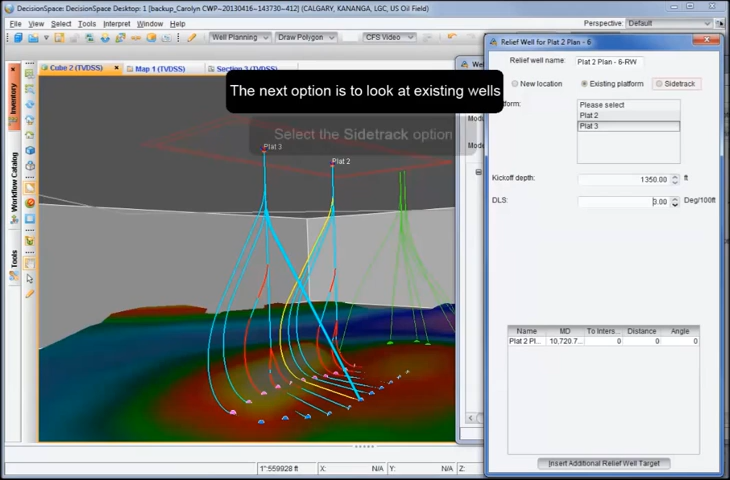 DecisionSpace Desktop: 1 [backup_Carolyn CWP--20130416--143730--412] (CALGARY, KANANGA, LGC, US Oil Field)
File View Select Tools Interpret Window Help
Perspective: Default
Well Planning
Draw Polygon
CFS Video
Cube 2 (TVDSS)
Map 1 (TVDSS)
Section 3 (TVDSS)
Inventory
Workflow Catalog
Tools
The next option is to look at existing wells
Select the Sidetrack option
Plat 3
Plat 2
1":559928 ft
X: N/A
Y: N/A
Z:
Relief Well for Plat 2 Plan - 6
Relief well name: Plat 2 Plan - 6-RW
New location
Existing platform
Sidetrack
Please select
Plat 2
Plat 3
Kickoff depth: 1350.00 ft
DLS: 3.00 Deg/100ft
Name MD To Inters... Distance Angle
Plat 2 Pl... 10,720.7... 0 0 0
Insert Additional Relief Well Target